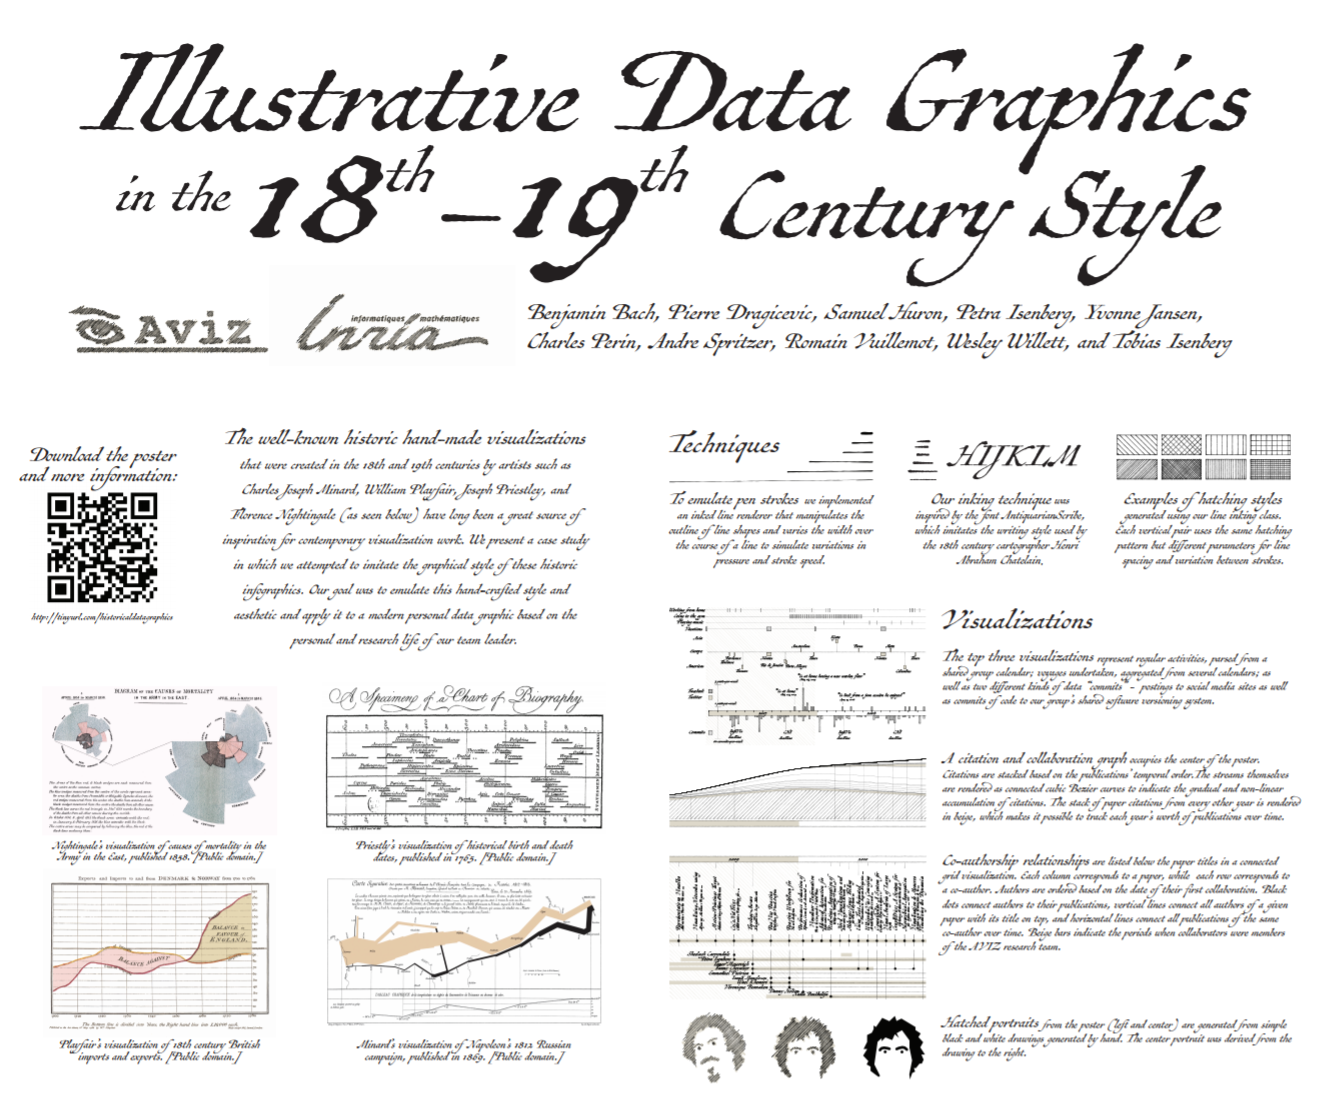 Illustrative Data Graphics
in the 18th–19th Century Style
Aviz
informatiques mathématiques
Inria
Benjamin Bach, Pierre Dragicevic, Samuel Huron, Petra Isenberg, Yvonne Jansen,
Charles Perin, Andre Spritzer, Romain Vuillemot, Wesley Willett, and Tobias Isenberg
Download the poster
and more information:
http://tinyurl.com/historicaldatagraphics
The well-known historic hand-made visualizations
that were created in the 18th and 19th centuries by artists such as
Charles Joseph Minard, William Playfair, Joseph Priestley, and
Florence Nightingale (as seen below) have long been a great source of
inspiration for contemporary visualization work. We present a case study
in which we attempted to imitate the graphical style of these historic
infographics. Our goal was to emulate this hand-crafted style and
aesthetic and apply it to a modern personal data graphic based on the
personal and research life of our team leader.
DIAGRAM OF THE CAUSES OF MORTALITY
IN THE ARMY IN THE EAST.
Nightingale's visualization of causes of mortality in the
Army in the East, published 1858. [Public domain.]
A Specimen of a Chart of Biography.
Priestly's visualization of historical birth and death
dates, published in 1765. [Public domain.]
Exports and Imports to and from DENMARK & NORWAY from 1700 to 1780.
BALANCE AGAINST
BALANCE in
FAVOUR of
ENGLAND.
Playfair's visualization of 18th century British
imports and exports. [Public domain.]
Carte Figurative
Minard's visualization of Napoleon's 1812 Russian
campaign, published in 1869. [Public domain.]
Techniques
To emulate pen strokes we implemented
an inked line renderer that manipulates the
outline of line shapes and varies the width over
the course of a line to simulate variations in
pressure and stroke speed.
HIJKLM
Our inking technique was
inspired by the font AntiquarianScribe,
which imitates the writing style used by
the 18th century cartographer Henri
Abraham Chatelain.
Examples of hatching styles
generated using our line inking class.
Each vertical pair uses the same hatching
pattern but different parameters for line
spacing and variation between strokes.
Visualizations
The top three visualizations represent regular activities, parsed from a
shared group calendar; voyages undertaken, aggregated from several calendars; as
well as two different kinds of data "commits" - postings to social media sites as well
as commits of code to our group's shared software versioning system.
A citation and collaboration graph occupies the center of the poster.
Citations are stacked based on the publications' temporal order. The streams themselves
are rendered as connected cubic Bezier curves to indicate the gradual and non-linear
accumulation of citations. The stack of paper citations from every other year is rendered
in beige, which makes it possible to track each year's worth of publications over time.
Co-authorship relationships are listed below the paper titles in a connected
grid visualization. Each column corresponds to a paper, while each row corresponds to
a co-author. Authors are ordered based on the date of their first collaboration. Black
dots connect authors to their publications, vertical lines connect all authors of a given
paper with its title on top, and horizental lines connect all publications of the same
co-author over time. Beige bars indicate the periods when collaborators were members
of the AVIZ research team.
Hatched portraits from the poster (left and center) are generated from simple
black and white drawings generated by hand. The center portrait was derived from the
drawing to the right.